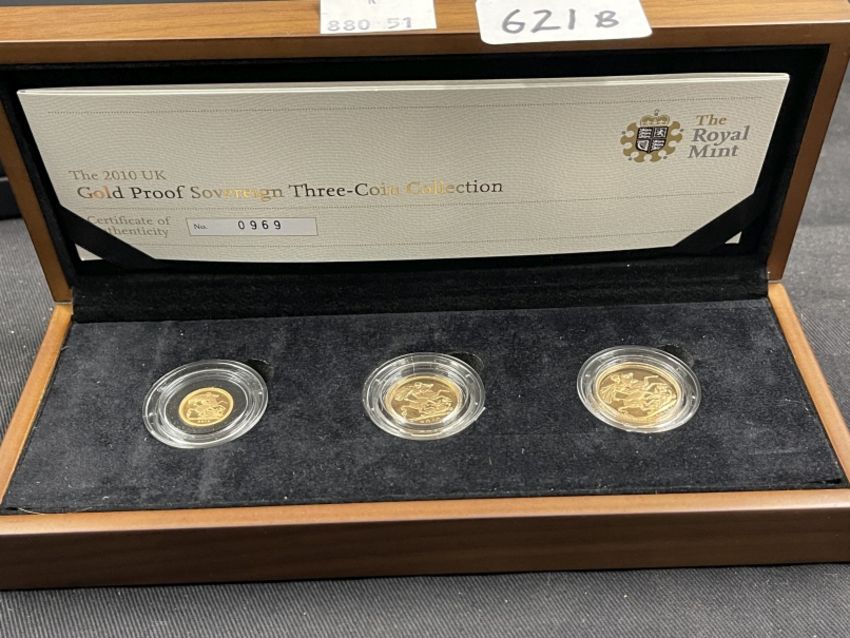 880 51
621 B
The
Royal
Mint
The 2010 UK
Gold Proof Sovereign Three-Coin Collection
Certificate of
Authenticity
No. 0969